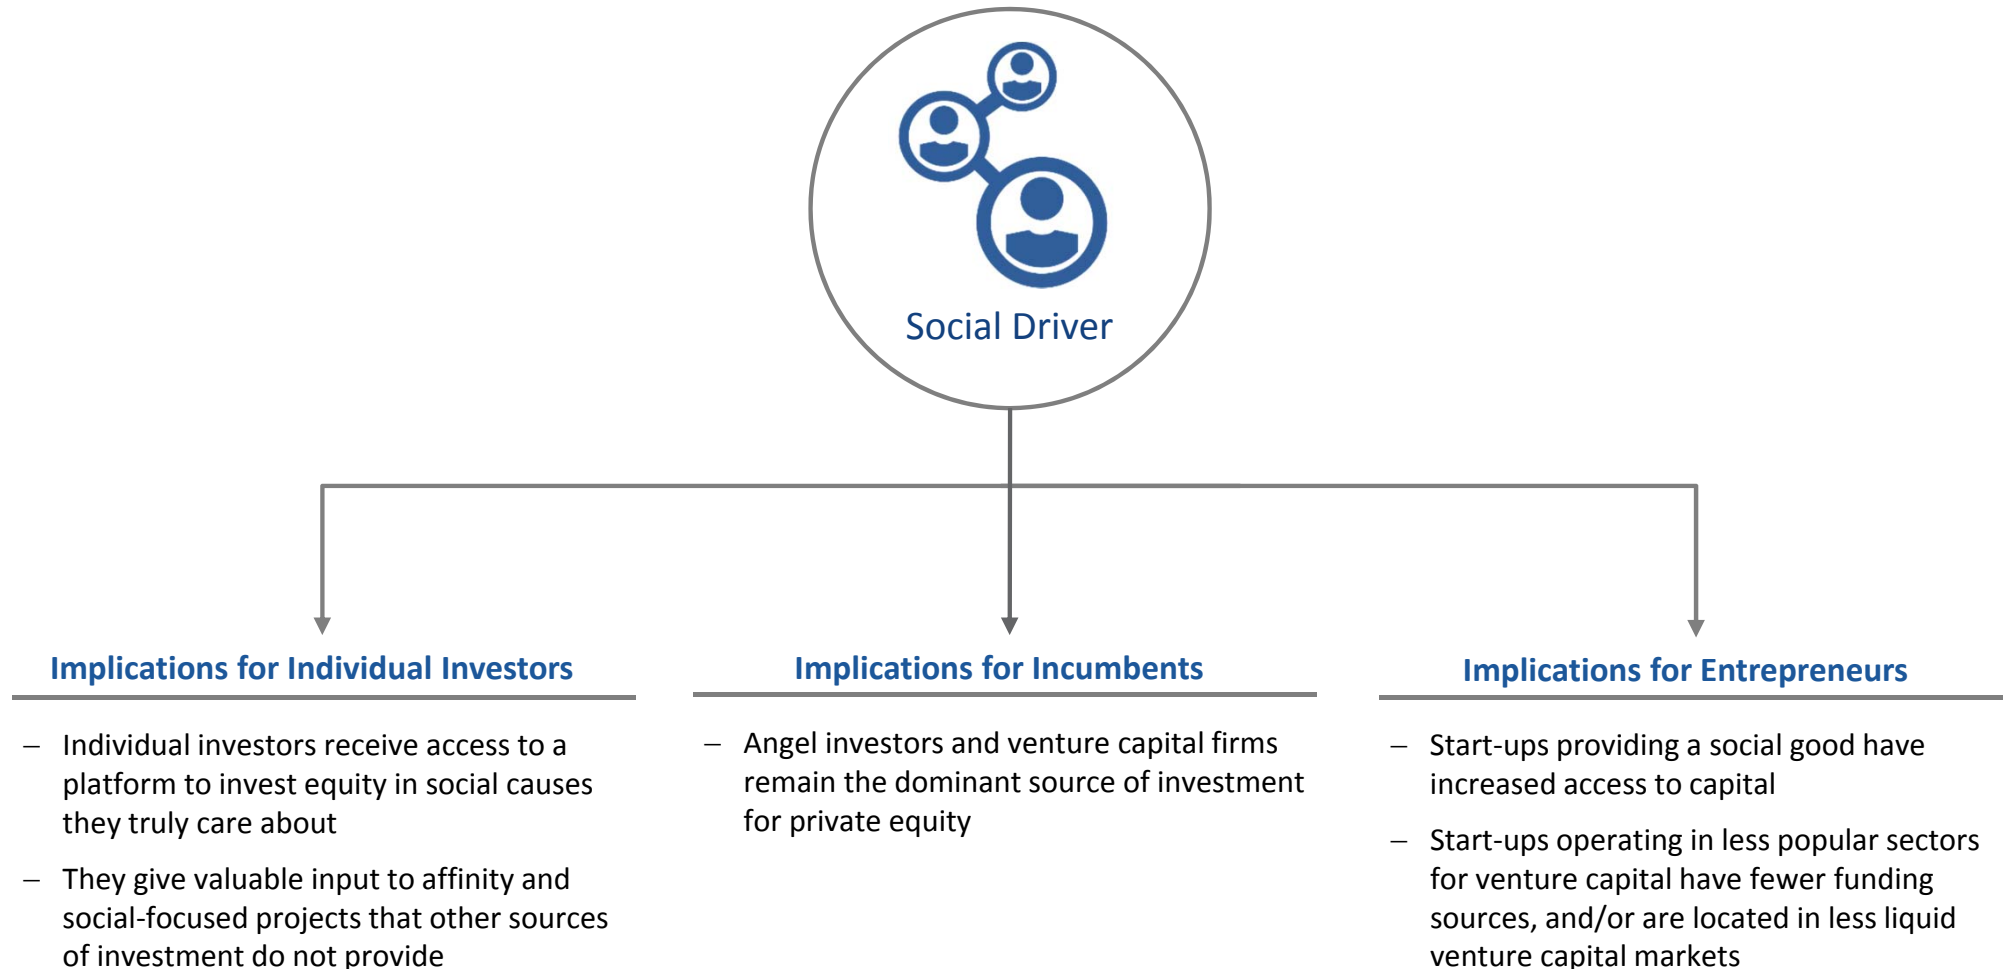 Social Driver
Implications for Individual Investors
– Individual investors receive access to a
platform to invest equity in social causes
they truly care about
– They give valuable input to affinity and
social-focused projects that other sources
of investment do not provide
Implications for Incumbents
– Angel investors and venture capital firms
remain the dominant source of investment
for private equity
Implications for Entrepreneurs
– Start-ups providing a social good have
increased access to capital
– Start-ups operating in less popular sectors
for venture capital have fewer funding
sources, and/or are located in less liquid
venture capital markets